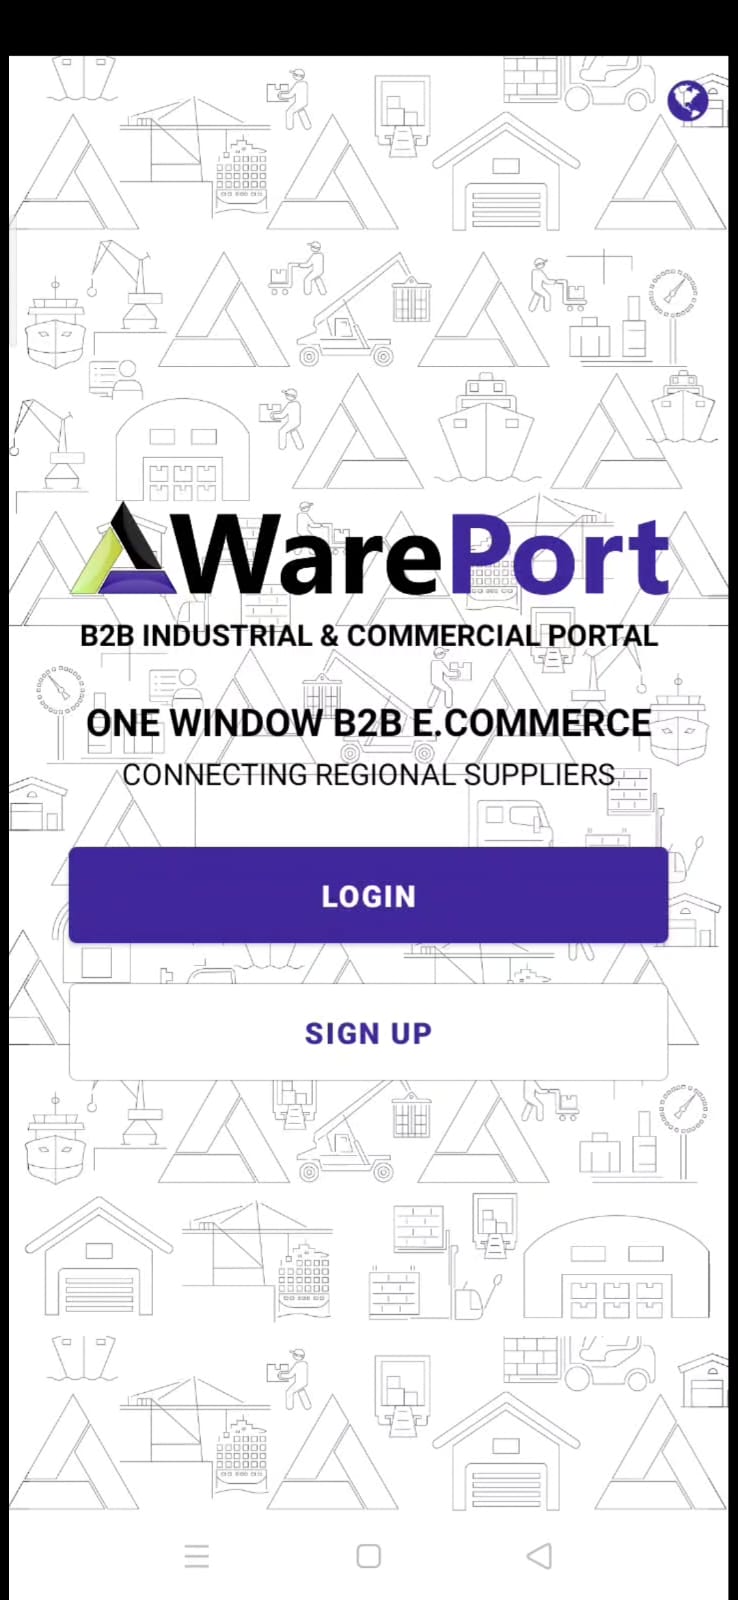 WarePort
B2B INDUSTRIAL & COMMERCIAL PORTAL
ONE WINDOW B2B E.COMMERCE
CONNECTING REGIONAL SUPPLIERS
LOGIN
SIGN UP